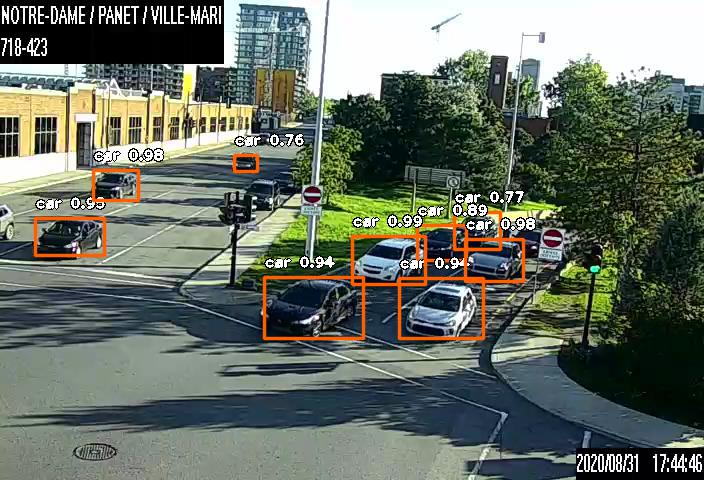 NOTRE-DAME / PANET / VILLE-MARI
718-423
car 0.76
car 0.98
car 0.95
car 0.77
car 0.89
car 0.99
car 0.98
car 0.94
car 0.94
2020/08/31 17:44:46